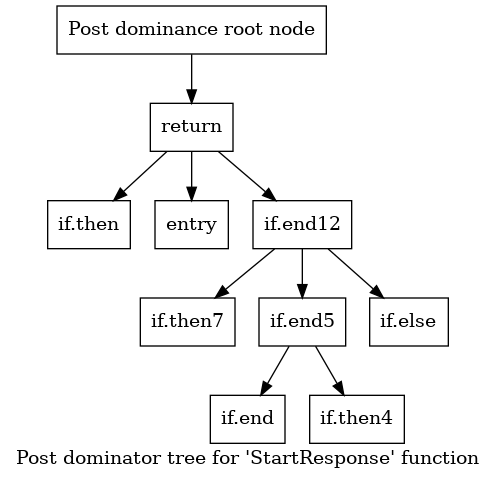 Post dominance root node
return
if.then
entry
if.end12
if.then7
if.end5
if.else
if.end
if.then4
Post dominator tree for 'StartResponse' function